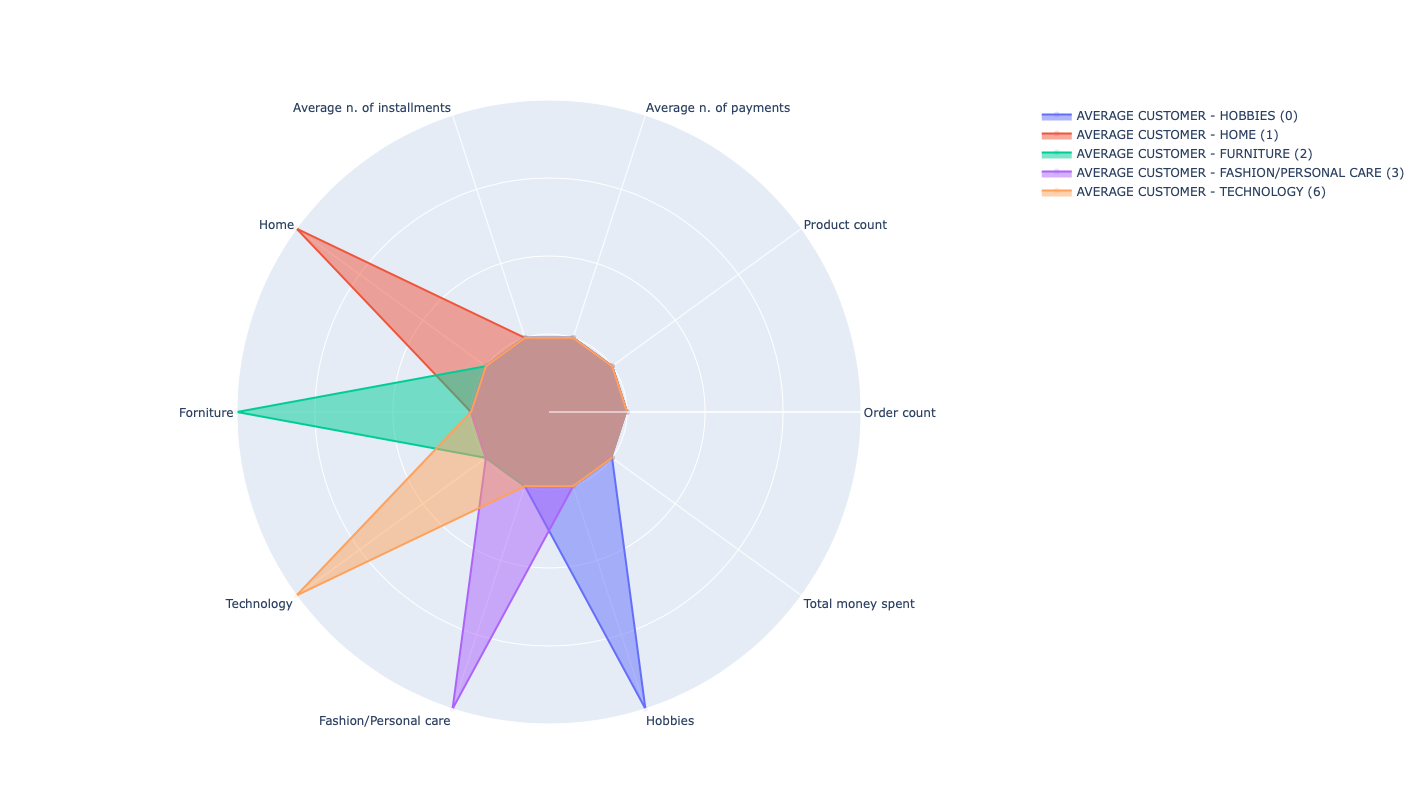 Average n. of installments
Average n. of payments
AVERAGE CUSTOMER - HOBBIES (0)
AVERAGE CUSTOMER - HOME (1)
AVERAGE CUSTOMER - FURNITURE (2)
AVERAGE CUSTOMER - FASHION/PERSONAL CARE (3)
AVERAGE CUSTOMER - TECHNOLOGY (6)
Home
Product count
Forniture
Order count
Technology
Total money spent
Fashion/Personal care
Hobbies